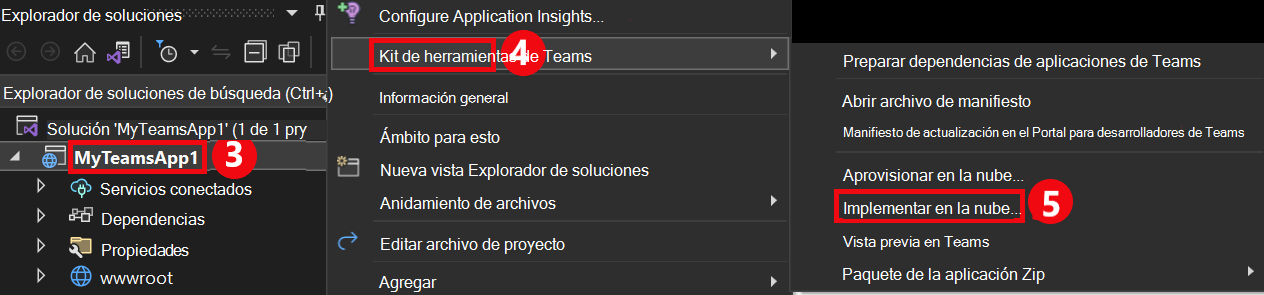 Explorador de soluciones
Explorador de soluciones de búsqueda (Ctrl+a)
Solución 'MyTeamsApp1' (1 de 1 pry
MyTeamsApp1
3
Servicios conectados
Dependencias
Propiedades
wwwroot
Configure Application Insights...
Kit de herramientas de Teams
4
Información general
Ámbito para esto
Nueva vista Explorador de soluciones
Anidamiento de archivos
Editar archivo de proyecto
Agregar
Preparar dependencias de aplicaciones de Teams
Abrir archivo de manifiesto
Manifiesto de actualización en el Portal para desarrolladores de Teams
Aprovisionar en la nube...
Implementar en la nube...
5
Vista previa en Teams
Paquete de la aplicación Zip